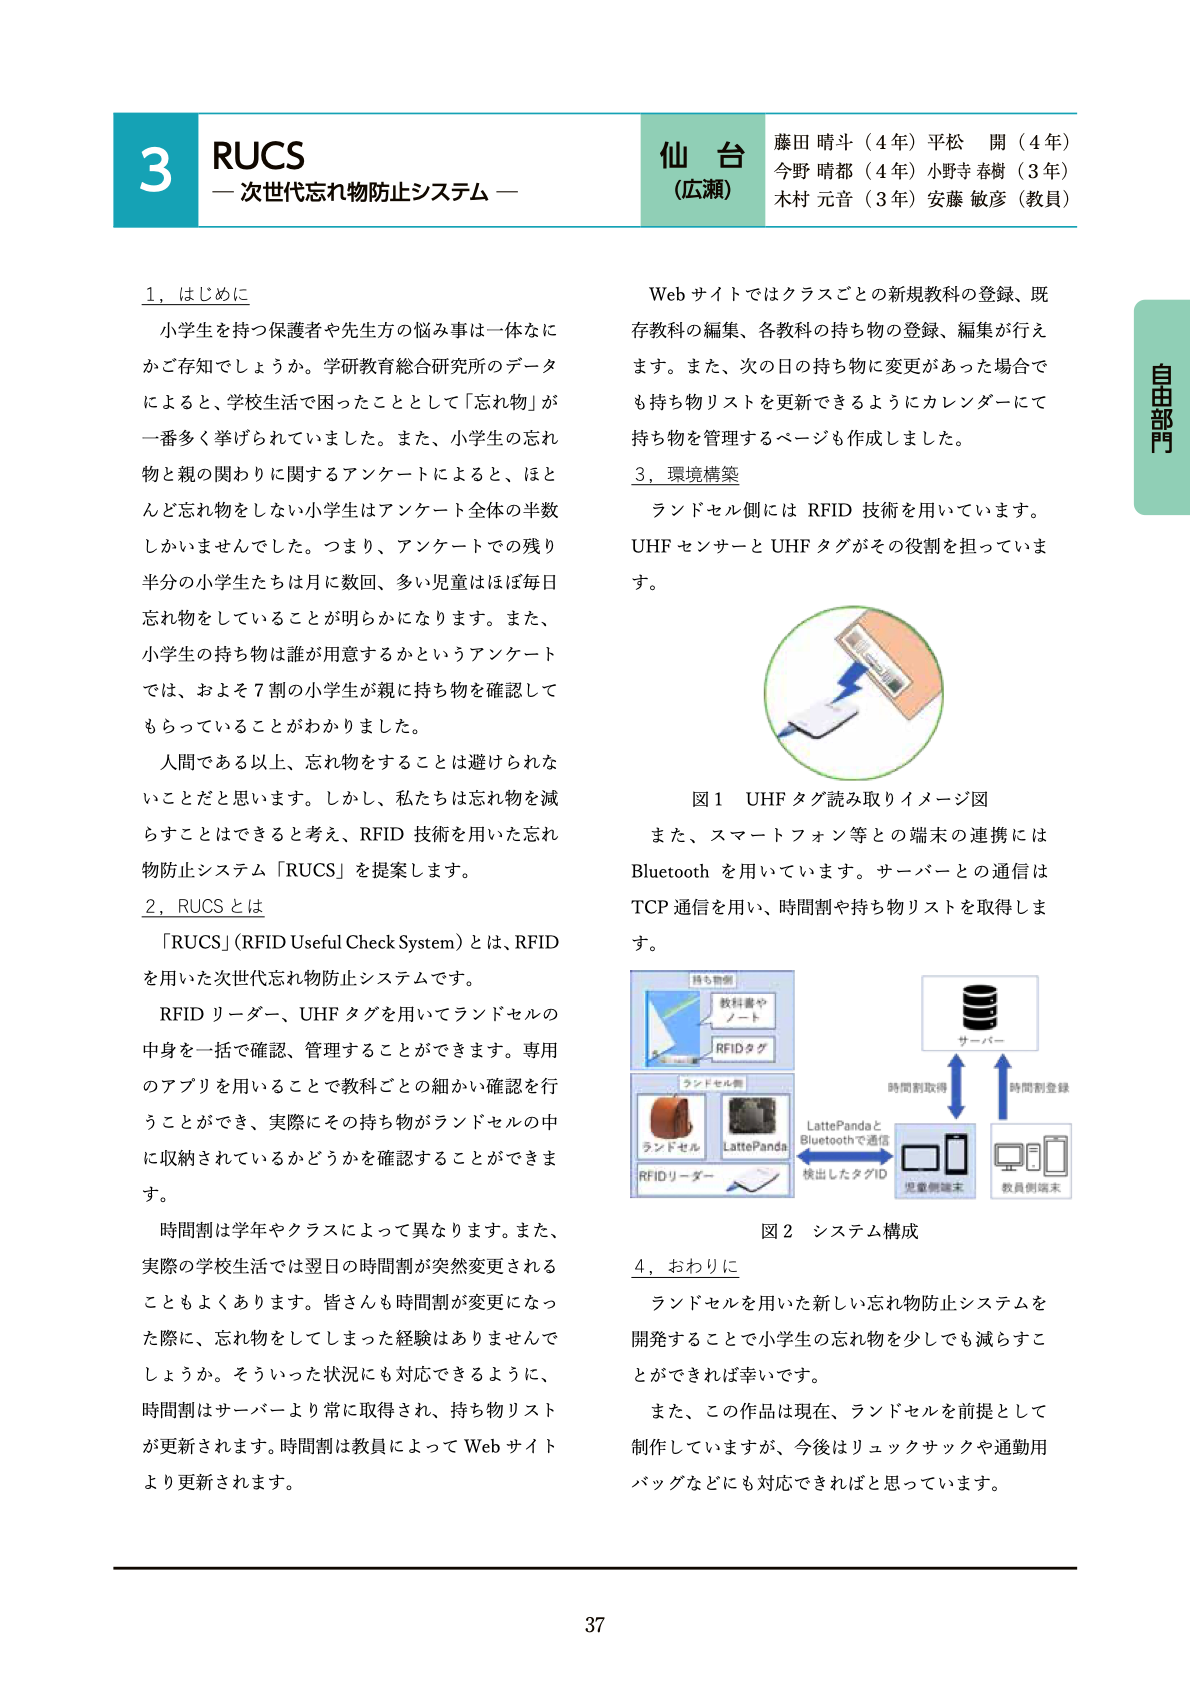 3
RUCS
― 次世代忘れ物防止システム ―
仙 台
(広瀬)
藤田 晴斗（４年）平松　開（４年）
今野 晴都（４年）小野寺 春樹（３年）
木村 元音（３年）安藤 敏彦（教員）
自由部門
１，はじめに
小学生を持つ保護者や先生方の悩み事は一体なに
かご存知でしょうか。学研教育総合研究所のデータ
によると、学校生活で困ったこととして「忘れ物」が
一番多く挙げられていました。また、小学生の忘れ
物と親の関わりに関するアンケートによると、ほと
んど忘れ物をしない小学生はアンケート全体の半数
しかいませんでした。つまり、アンケートでの残り
半分の小学生たちは月に数回、多い児童はほぼ毎日
忘れ物をしていることが明らかになります。また、
小学生の持ち物は誰が用意するかというアンケート
では、およそ７割の小学生が親に持ち物を確認して
もらっていることがわかりました。
人間である以上、忘れ物をすることは避けられな
いことだと思います。しかし、私たちは忘れ物を減
らすことはできると考え、RFID 技術を用いた忘れ
物防止システム「RUCS」を提案します。
２，RUCS とは
「RUCS」（RFID Useful Check System）とは、RFID
を用いた次世代忘れ物防止システムです。
RFID リーダー、UHF タグを用いてランドセルの
中身を一括で確認、管理することができます。専用
のアプリを用いることで教科ごとの細かい確認を行
うことができ、実際にその持ち物がランドセルの中
に収納されているかどうかを確認することができま
す。
時間割は学年やクラスによって異なります。また、
実際の学校生活では翌日の時間割が突然変更される
こともよくあります。皆さんも時間割が変更になっ
た際に、忘れ物をしてしまった経験はありませんで
しょうか。そういった状況にも対応できるように、
時間割はサーバーより常に取得され、持ち物リスト
が更新されます。時間割は教員によって Web サイト
より更新されます。
Web サイトではクラスごとの新規教科の登録、既
存教科の編集、各教科の持ち物の登録、編集が行え
ます。また、次の日の持ち物に変更があった場合で
も持ち物リストを更新できるようにカレンダーにて
持ち物を管理するページも作成しました。
３，環境構築
ランドセル側には RFID 技術を用いています。
UHF センサーと UHF タグがその役割を担っていま
す。
図１　UHF タグ読み取りイメージ図
また、スマートフォン等との端末の連携には
Bluetooth を用いています。サーバーとの通信は
TCP 通信を用い、時間割や持ち物リストを取得しま
す。
持ち物側
教科書や
ノート
RFIDタグ
ランドセル側
ランドセル
LattePanda
RFIDリーダー
LattePandaと
Bluetoothで通信
検出したタグID
サーバー
時間割取得
時間割登録
児童側端末
教員側端末
図２　システム構成
４，おわりに
ランドセルを用いた新しい忘れ物防止システムを
開発することで小学生の忘れ物を少しでも減らすこ
とができれば幸いです。
また、この作品は現在、ランドセルを前提として
制作していますが、今後はリュックサックや通勤用
バッグなどにも対応できればと思っています。
37